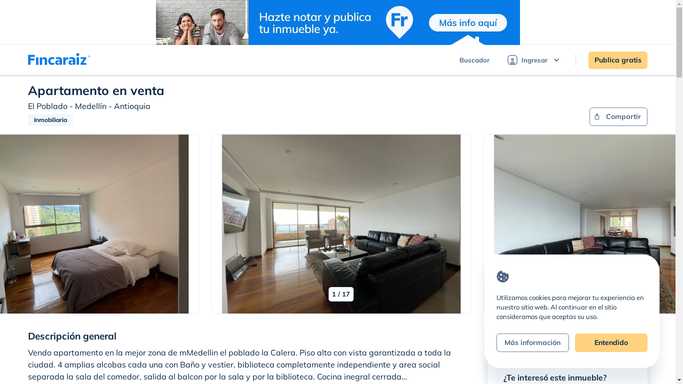 Hazte notar y publica
tu inmueble ya.
Fr
Más info aquí
Fincaraiz
Buscador
Ingresar
Publica gratis
Apartamento en venta
El Poblado - Medellín - Antioquia
Inmobiliaria
Compartir
1 / 17
Utilizamos cookies para mejorar tu experiencia en
nuestro sitio web. Al continuar en el sitio
consideramos que aceptas su uso.
Más información
Entendido
Descripción general
Vendo apartamento en la mejor zona de mMedellin el poblado la Calera. Piso alto con vista garantizada a toda la
ciudad. 4 amplias alcobas cada una con Baño y vestier. biblioteca completamente independiente y area social
separada la sala del comedor, salida al balcon por la sala y por la biblioteca. Cocina inegral cerrada...
¿Te interesó este inmueble?